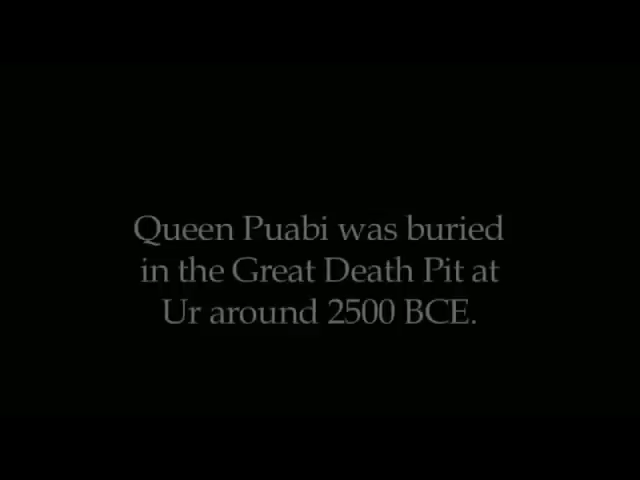 Queen Puabi was buried
in the Great Death Pit at
Ur around 2500 BCE.